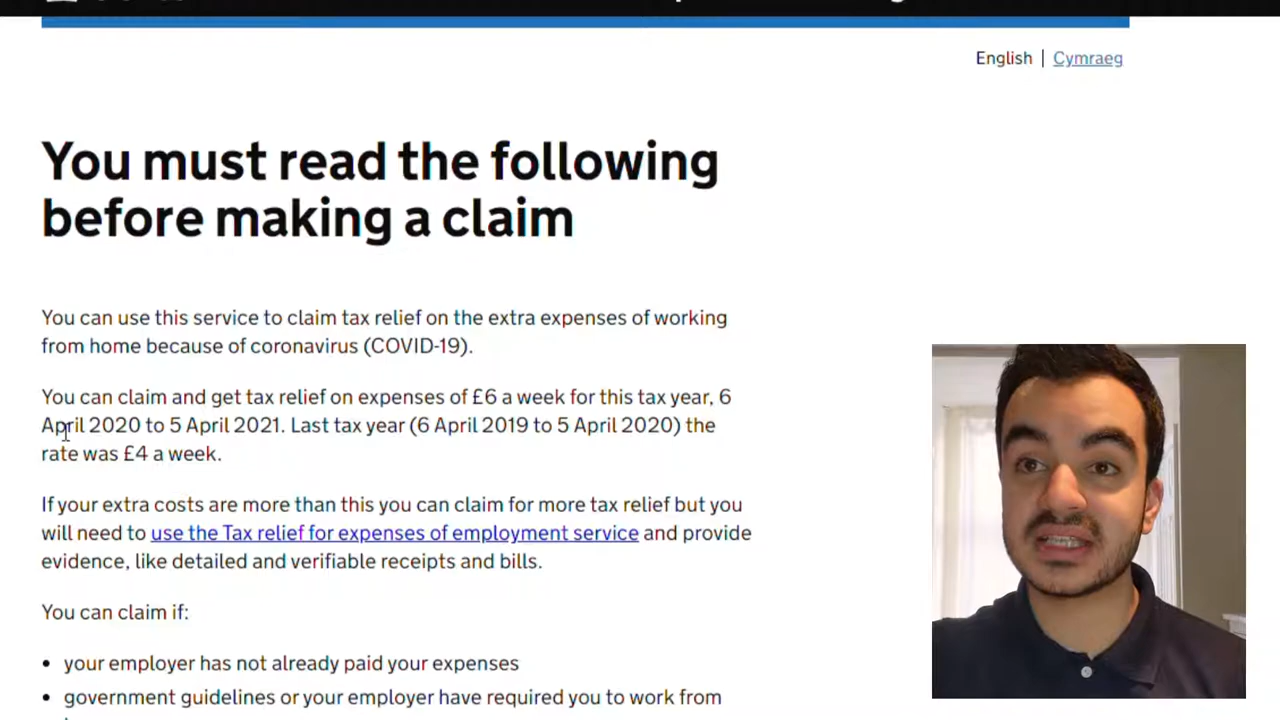 English | Cymraeg
You must read the following
before making a claim
You can use this service to claim tax relief on the extra expenses of working
from home because of coronavirus (COVID-19).
You can claim and get tax relief on expenses of £6 a week for this tax year, 6
April 2020 to 5 April 2021. Last tax year (6 April 2019 to 5 April 2020) the
rate was £4 a week.
If your extra costs are more than this you can claim for more tax relief but you
will need to use the Tax relief for expenses of employment service and provide
evidence, like detailed and verifiable receipts and bills.
You can claim if:
• your employer has not already paid your expenses
• government guidelines or your employer have required you to work from